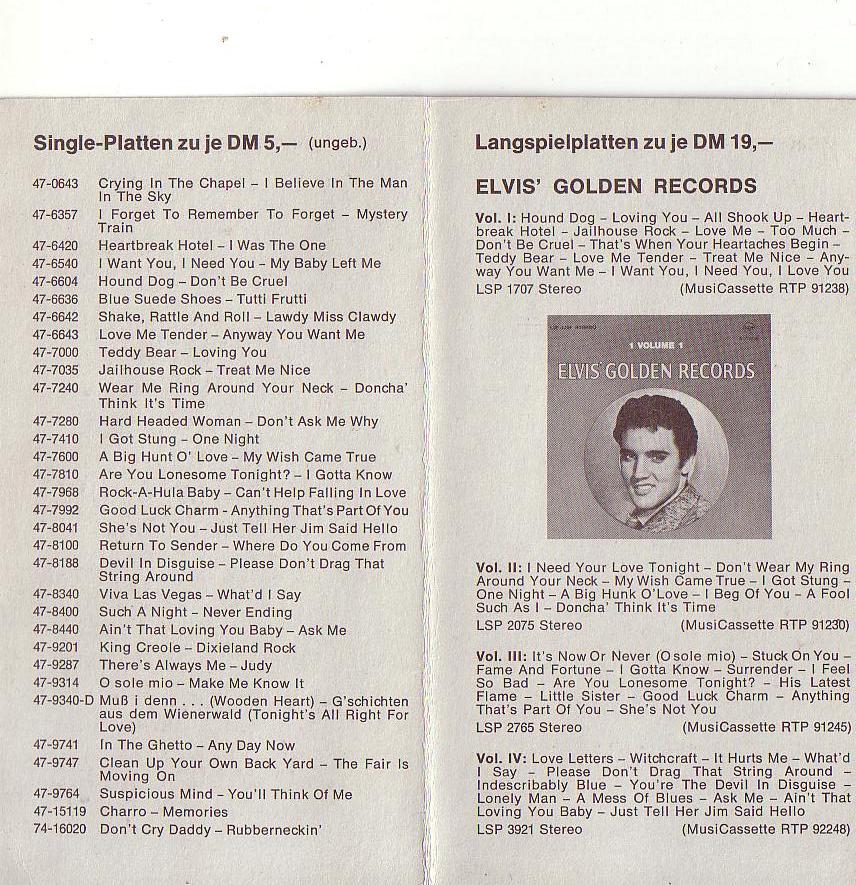 Single-Platten zu je DM 5,— (ungeb.)
47-0643 Crying In The Chapel – I Believe In The Man
In The Sky
47-6357 I Forget To Remember To Forget – Mystery
Train
47-6420 Heartbreak Hotel – I Was The One
47-6540 I Want You, I Need You – My Baby Left Me
47-6604 Hound Dog – Don't Be Cruel
47-6636 Blue Suede Shoes – Tutti Frutti
47-6642 Shake, Rattle And Roll – Lawdy Miss Clawdy
47-6643 Love Me Tender – Anyway You Want Me
47-7000 Teddy Bear – Loving You
47-7035 Jailhouse Rock – Treat Me Nice
47-7240 Wear Me Ring Around Your Neck – Doncha'
Think It's Time
47-7280 Hard Headed Woman – Don't Ask Me Why
47-7410 I Got Stung – One Night
47-7600 A Big Hunt O' Love – My Wish Came True
47-7810 Are You Lonesome Tonight? – I Gotta Know
47-7968 Rock-A-Hula Baby – Can't Help Falling In Love
47-7992 Good Luck Charm - Anything That's Part Of You
47-8041 She's Not You – Just Tell Her Jim Said Hello
47-8100 Return To Sender – Where Do You Come From
47-8188 Devil In Disguise – Please Don't Drag That
String Around
47-8340 Viva Las Vegas – What'd I Say
47-8400 Such A Night – Never Ending
47-8440 Ain't That Loving You Baby – Ask Me
47-9201 King Creole – Dixieland Rock
47-9287 There's Always Me – Judy
47-9314 O sole mio – Make Me Know It
47-9340-D Muß i denn . . . (Wooden Heart) – G'schichten
aus dem Wienerwald (Tonight's All Right For
Love)
47-9741 In The Ghetto – Any Day Now
47-9747 Clean Up Your Own Back Yard – The Fair Is
Moving On
47-9764 Suspicious Mind – You'll Think Of Me
47-15119 Charro – Memories
74-16020 Don't Cry Daddy – Rubberneckin'
Langspielplatten zu je DM 19,—
ELVIS' GOLDEN RECORDS
Vol. I: Hound Dog – Loving You – All Shook Up – Heart-
break Hotel – Jailhouse Rock – Love Me – Too Much –
Don't Be Cruel – That's When Your Heartaches Begin –
Teddy Bear – Love Me Tender – Treat Me Nice – Any-
way You Want Me – I Want You, I Need You, I Love You
LSP 1707 Stereo (MusiCassette RTP 91238)
1 VOLUME 1
ELVIS' GOLDEN RECORDS
Vol. II: I Need Your Love Tonight – Don't Wear My Ring
Around Your Neck – My Wish Came True – I Got Stung –
One Night – A Big Hunk O'Love – I Beg Of You – A Fool
Such As I – Doncha' Think It's Time
LSP 2075 Stereo (MusiCassette RTP 91230)
Vol. III: It's Now Or Never (O sole mio) – Stuck On You –
Fame And Fortune – I Gotta Know – Surrender – I Feel
So Bad – Are You Lonesome Tonight? – His Latest
Flame – Little Sister – Good Luck Charm – Anything
That's Part Of You – She's Not You
LSP 2765 Stereo (MusiCassette RTP 91245)
Vol. IV: Love Letters – Witchcraft – It Hurts Me – What'd
I Say – Please Don't Drag That String Around –
Indescribably Blue – You're The Devil In Disguise –
Lonely Man – A Mess Of Blues – Ask Me – Ain't That
Loving You Baby – Just Tell Her Jim Said Hello
LSP 3921 Stereo (MusiCassette RTP 92248)